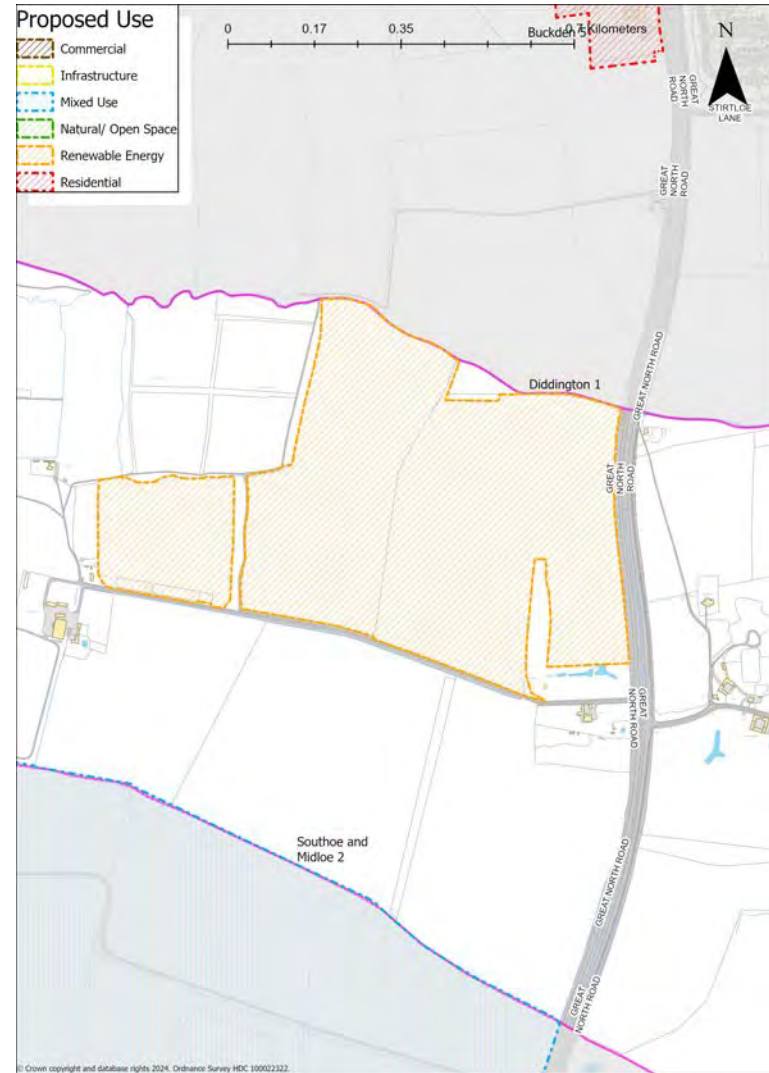 Proposed Use
Commercial
Infrastructure
Mixed Use
Natural/ Open Space
Renewable Energy
Residential
0 0.17 0.35 0.7 Kilometers
Buckden 5
N
GREAT
NORTH
ROAD
STIRTLOE
LANE
GREAT
NORTH
ROAD
Diddington 1
GREAT NORTH ROAD
GREAT
NORTH
ROAD
GREAT
NORTH ROAD
Southoe and
Midloe 2
GREAT NORTH ROAD
GREAT
NORTH ROAD
© Crown copyright and database rights 2024. Ordnance Survey HDC 100022322.